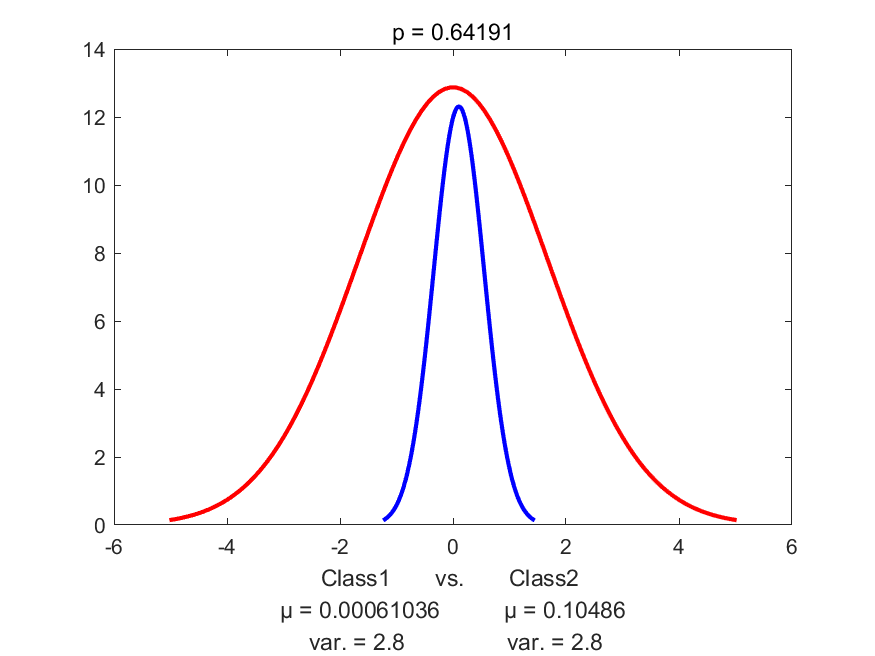 p = 0.64191
14
12
10
8
6
4
2
0
-6 -4 -2 0 2 4 6
Class1 vs. Class2
μ = 0.00061036 μ = 0.10486
var. = 2.8 var. = 2.8